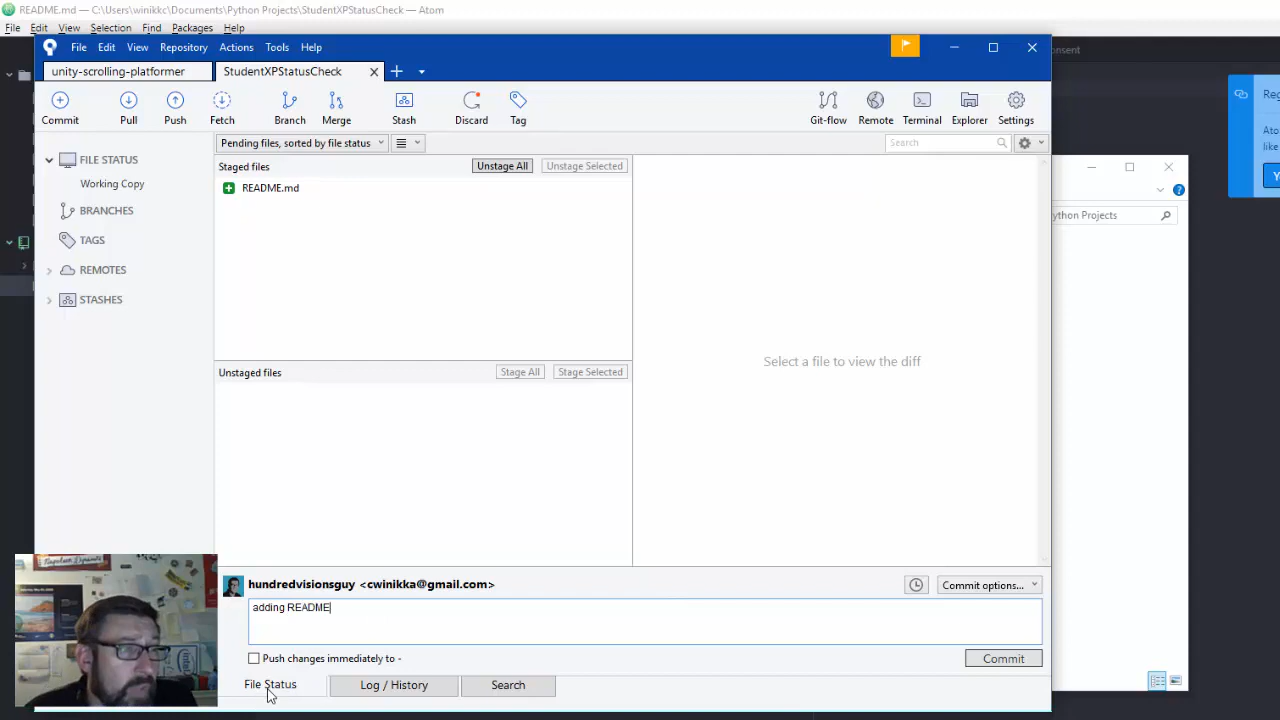 README.md — C:\Users\winikkc\Documents\Python Projects\StudentXPStatusCheck — Atom
File Edit View Selection Find Packages Help
File Edit View Repository Actions Tools Help
onsent
unity-scrolling-platformer StudentXPStatusCheck
Commit Pull Push Fetch Branch Merge Stash Discard Tag Git-flow Remote Terminal Explorer Settings
Reg
Ato
like
Y
Pending files, sorted by file status Search
FILE STATUS
Working Copy
BRANCHES
TAGS
REMOTES
STASHES
Staged files Unstage All Unstage Selected
README.md
ython Projects
Select a file to view the diff
Unstaged files Stage All Stage Selected
hundredvisionsguy <cwinikka@gmail.com> Commit options...
adding README
Push changes immediately to -
Commit
File Status Log / History Search